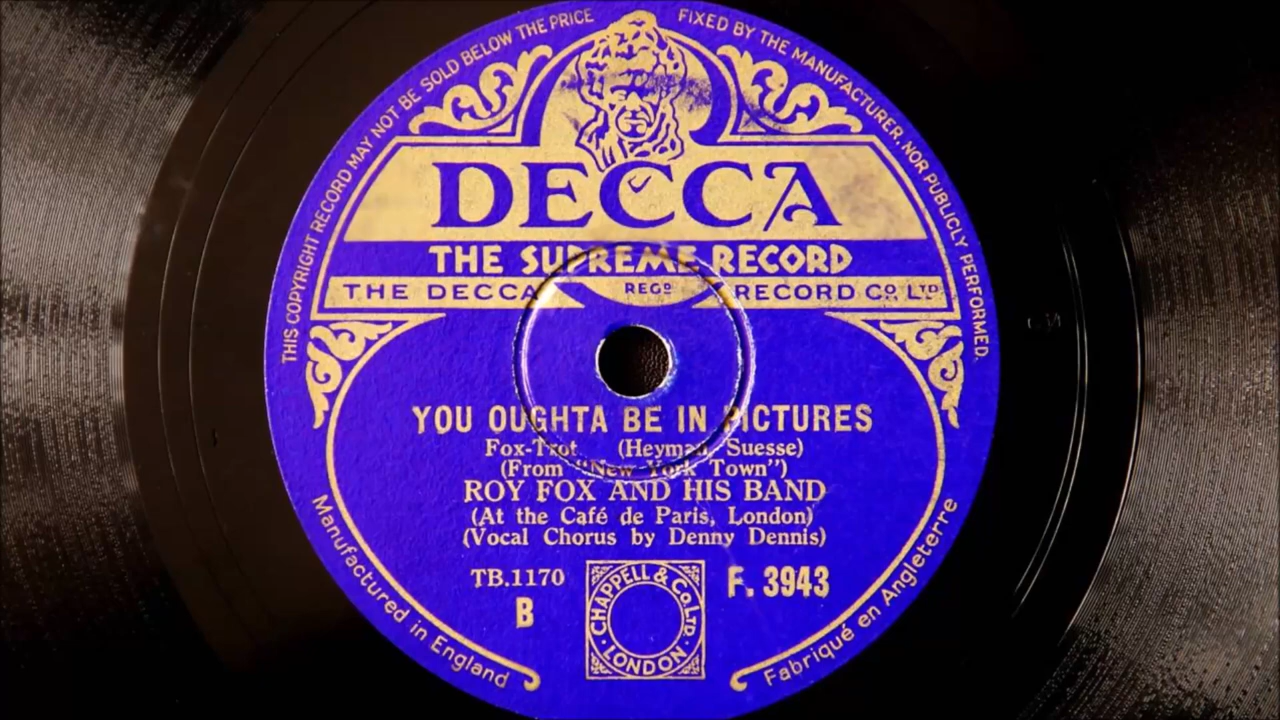 THIS COPYRIGHT RECORD MAY NOT BE SOLD BELOW THE PRICE FIXED BY THE MANUFACTURER, NOR PUBLICLY PERFORMED.
DECCA
THE SUPREME RECORD
THE DECCA REGD RECORD CO LTD
YOU OUGHTA BE IN PICTURES
Fox-Trot (Heyman, Suesse)
(From "New York Town")
ROY FOX AND HIS BAND
(At the Café de Paris, London)
(Vocal Chorus by Denny Dennis)
TB.1170 F. 3943
B
CHAPPELL & CO. LTD. · LONDON ·
Manufactured in England
Fabriqué en Angleterre